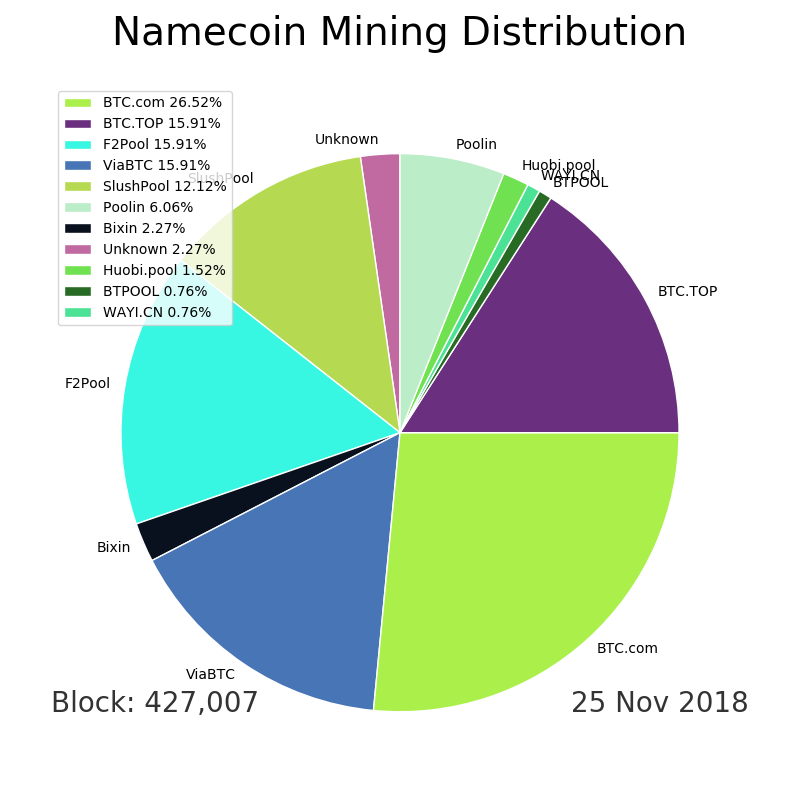 Namecoin Mining Distribution
BTC.com 26.52%
BTC.TOP 15.91%
F2Pool 15.91%
ViaBTC 15.91%
SlushPool 12.12%
Poolin 6.06%
Bixin 2.27%
Unknown 2.27%
Huobi.pool 1.52%
BTPOOL 0.76%
WAYI.CN 0.76%
Unknown
Poolin
Huobi.pool
WAYI.CN
BTPOOL
SlushPool
BTC.TOP
F2Pool
Bixin
BTC.com
ViaBTC
Block: 427,007
25 Nov 2018